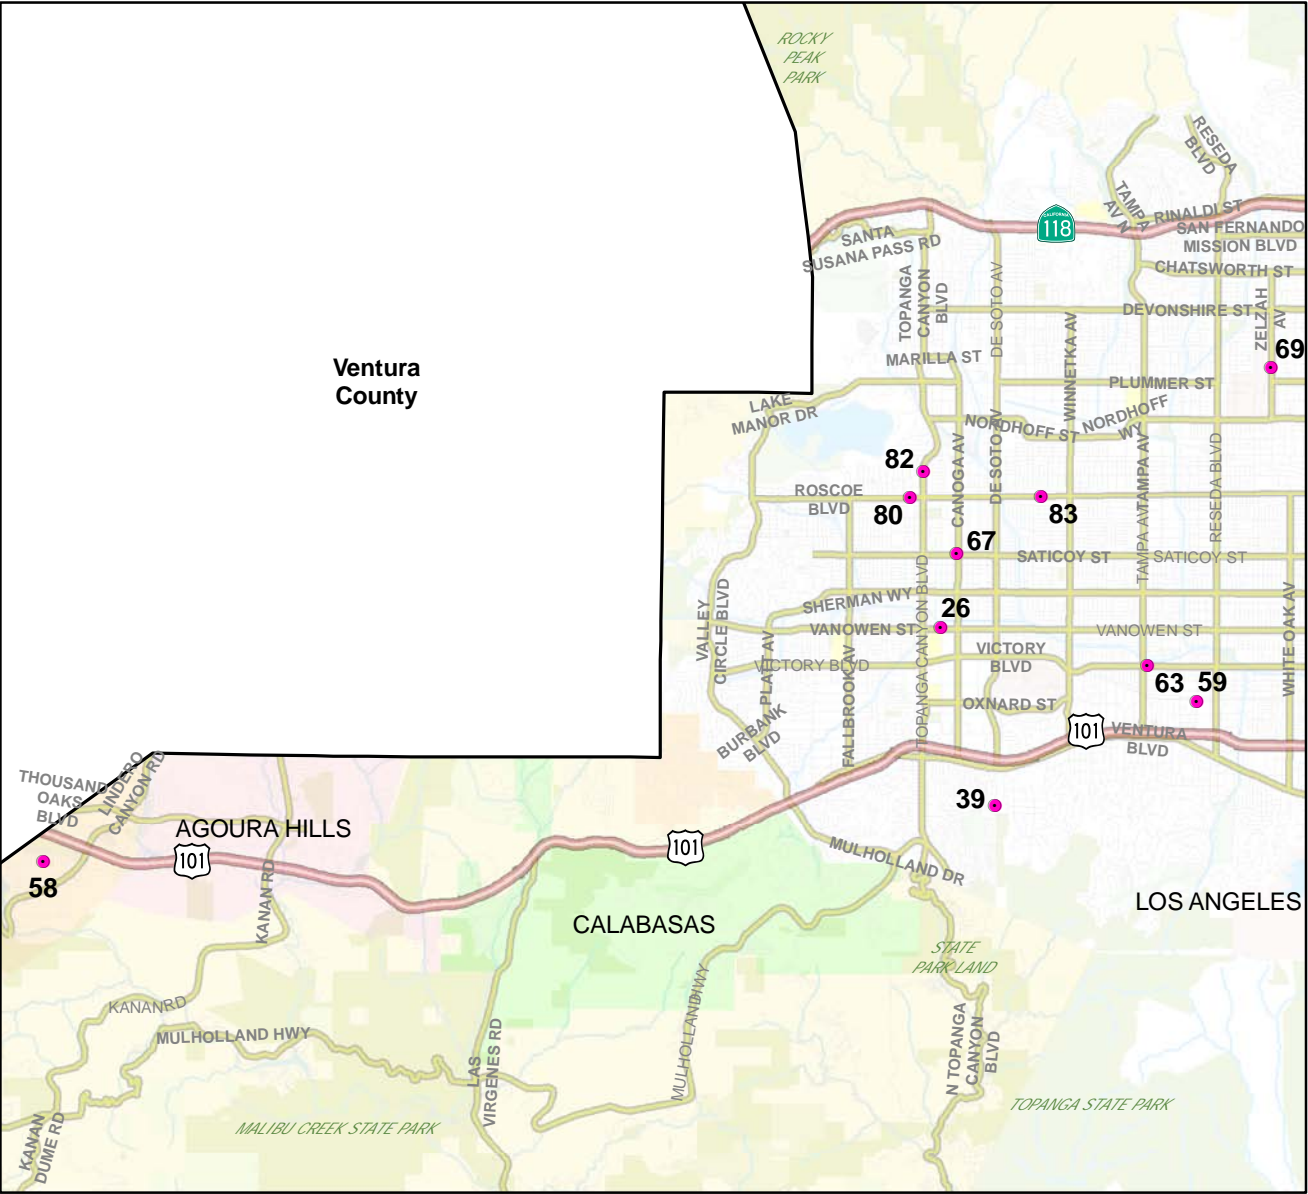 ROCKY
PEAK
PARK
RESEDA
BLVD
TAMPA
AV N
RINALDI ST
SAN FERNANDO
MISSION BLVD
CALIFORNIA
118
SANTA
SUSANA PASS RD
CHATSWORTH ST
TOPANGA
CANYON
BLVD
DE SOTO AV
DEVONSHIRE ST
ZELZAH
AV
WINNETKA AV
69
MARILLA ST
Ventura
County
PLUMMER ST
LAKE
MANOR DR
NORDHOFF ST
NORDHOFF
WY
CANOGA AV
DE SOTO AV
TAMPA AV
TAMPA AV
RESEDA BLVD
82
ROSCOE
BLVD
80
83
67
SATICOY ST
SATICOY ST
SHERMAN WY
26
VALLEY
CIRCLE BLVD
VANOWEN ST
VANOWEN ST
TOPANGA CANYON BLVD
WHITE OAK AV
VICTORY BLVD
VICTORY
BLVD
PLATT AV
FALLBROOK AV
63
59
OXNARD ST
BURBANK
BLVD
101
VENTURA
BLVD
THOUSAND
OAKS
BLVD
LINDERO
CANYON RD
39
AGOURA HILLS
101
101
MULHOLLAND DR
58
KANAN RD
LOS ANGELES
CALABASAS
STATE
PARK LAND
KANAN RD
MULHOLLAND HWY
MULHOLLAND HWY
LAS
VIRGENES RD
N TOPANGA
CANYON
BLVD
TOPANGA STATE PARK
MALIBU CREEK STATE PARK
KANAN
DUME RD